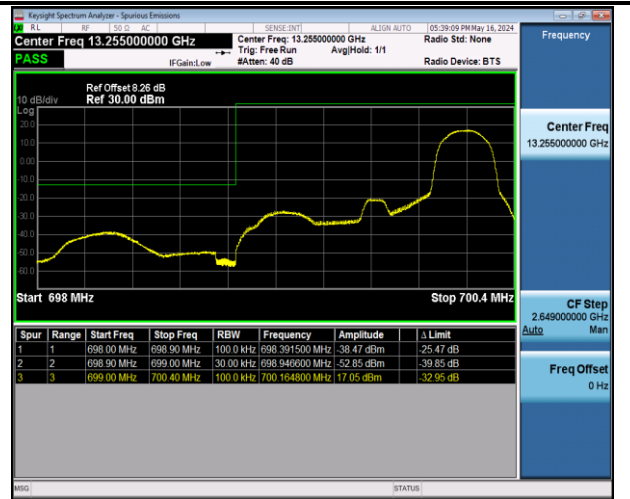 Keysight Spectrum Analyzer - Spurious Emissions
RL RF 50 Ω AC SENSE:INT ALIGN AUTO 05:39:09 PM May 16, 2024
Center Freq 13.255000000 GHz
Center Freq: 13.255000000 GHz Radio Std: None
Trig: Free Run Avg|Hold: 1/1
PASS IFGain:Low #Atten: 40 dB Radio Device: BTS
Ref Offset 8.26 dB
10 dB/div Ref 30.00 dBm
Log
20.0
10.0
0.00
-10.0
-20.0
-30.0
-40.0
-50.0
-60.0
Start 698 MHz Stop 700.4 MHz
Spur Range Start Freq Stop Freq RBW Frequency Amplitude Δ Limit
1 1 698.00 MHz 698.90 MHz 100.0 kHz 698.391500 MHz -38.47 dBm -25.47 dB
2 2 698.90 MHz 699.00 MHz 30.00 kHz 698.946600 MHz -52.85 dBm -39.85 dB
3 3 699.00 MHz 700.40 MHz 100.0 kHz 700.164800 MHz 17.05 dBm -32.95 dB
MSG STATUS
Frequency
Center Freq
13.255000000 GHz
CF Step
2.649000000 GHz
Auto Man
Freq Offset
0 Hz